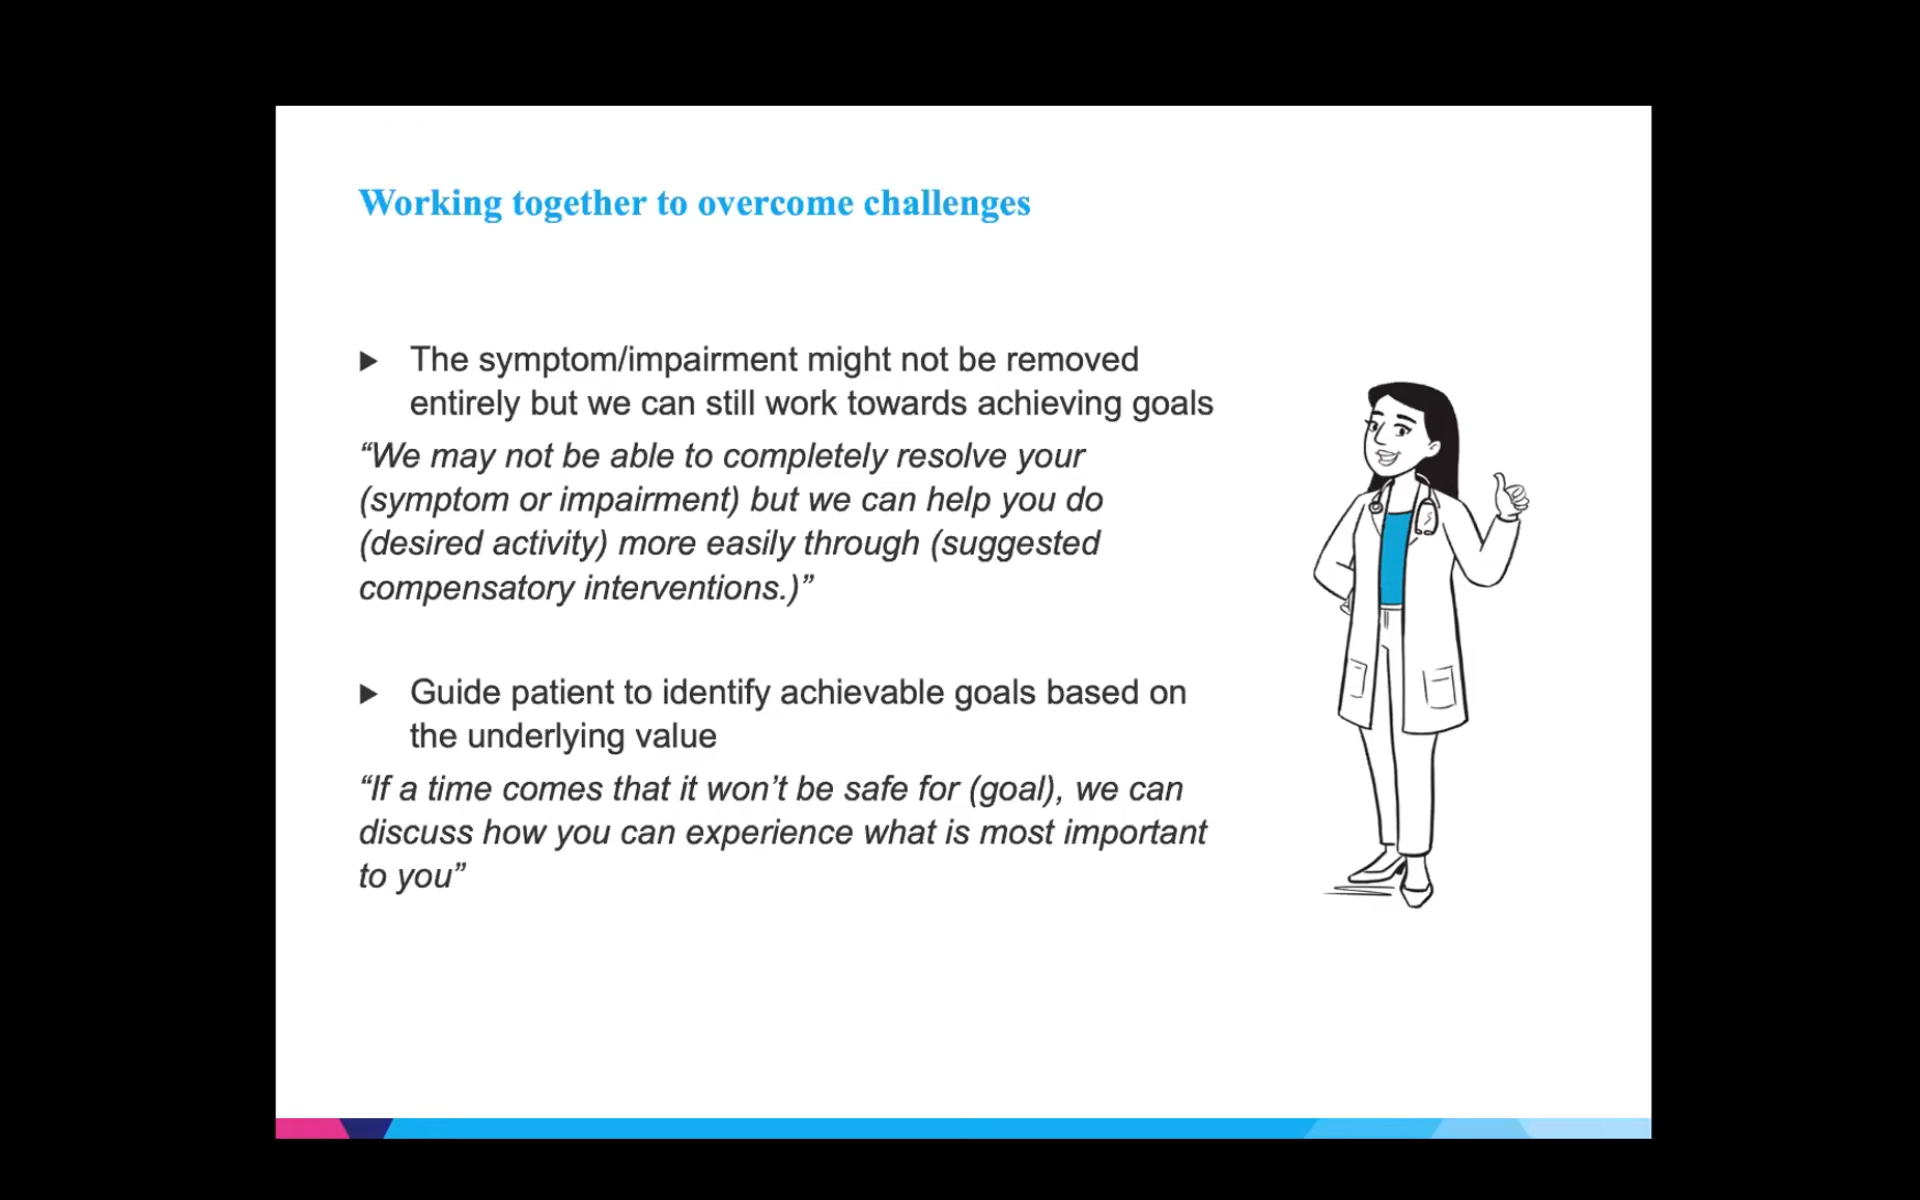 Working together to overcome challenges
▶ The symptom/impairment might not be removed
entirely but we can still work towards achieving goals
“We may not be able to completely resolve your
(symptom or impairment) but we can help you do
(desired activity) more easily through (suggested
compensatory interventions.)”
▶ Guide patient to identify achievable goals based on
the underlying value
“If a time comes that it won’t be safe for (goal), we can
discuss how you can experience what is most important
to you”